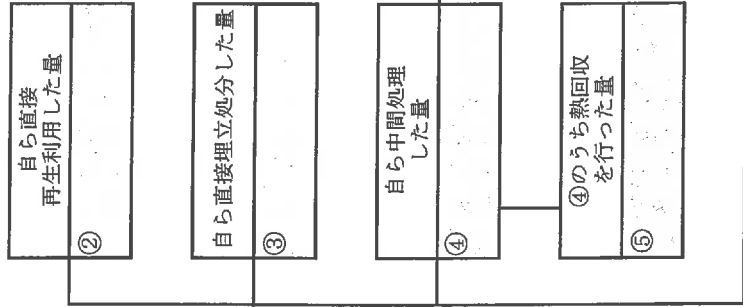 自ら直接
再生利用した量
②
自ら直接埋立処分した量
③
自ら中間処理
した量
④
④のうち熱回収
を行った量
⑤